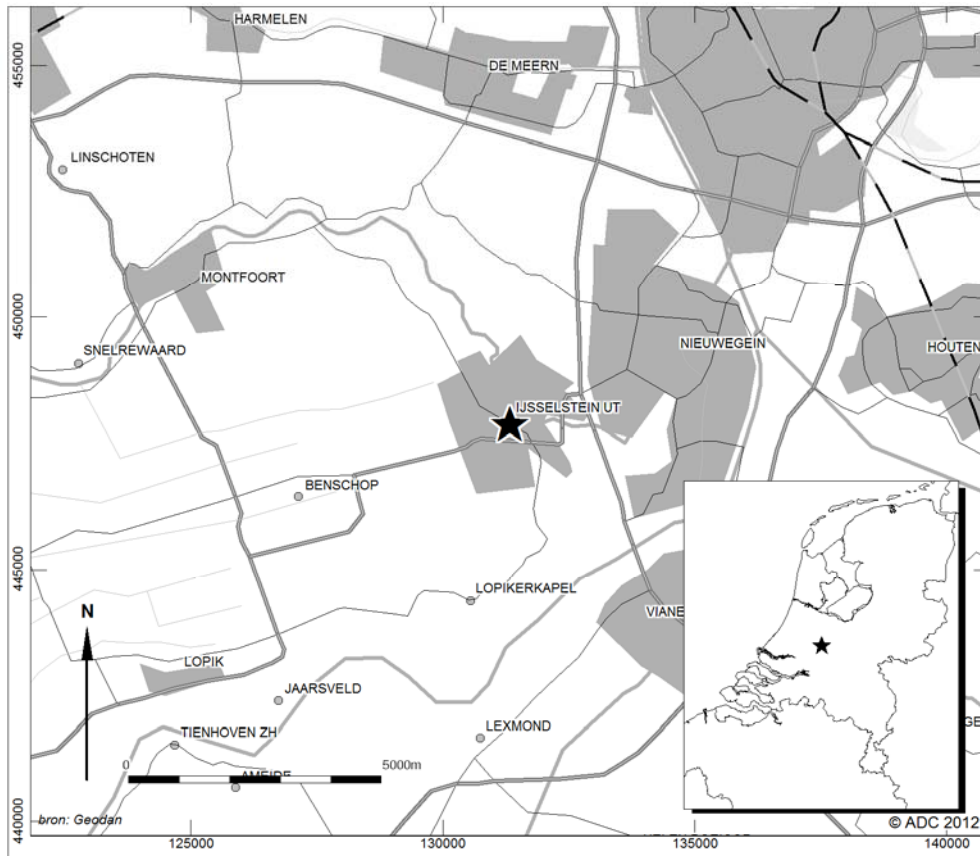 HARMELEN
DE MEERN
455000
LINSCHOTEN
MONTFOORT
450000
SNELREWAARD
NIEUWEGEIN
HOUTEN
IJSSELSTEIN UT
BENSCHOP
445000
LOPIKERKAPEL
N
LOPIK
JAARSVELD
TIENHOVEN ZH
LEXMOND
0
5000m
AMEIDE
bron: Geodan
© ADC 2012
440000
125000
130000
135000
140000